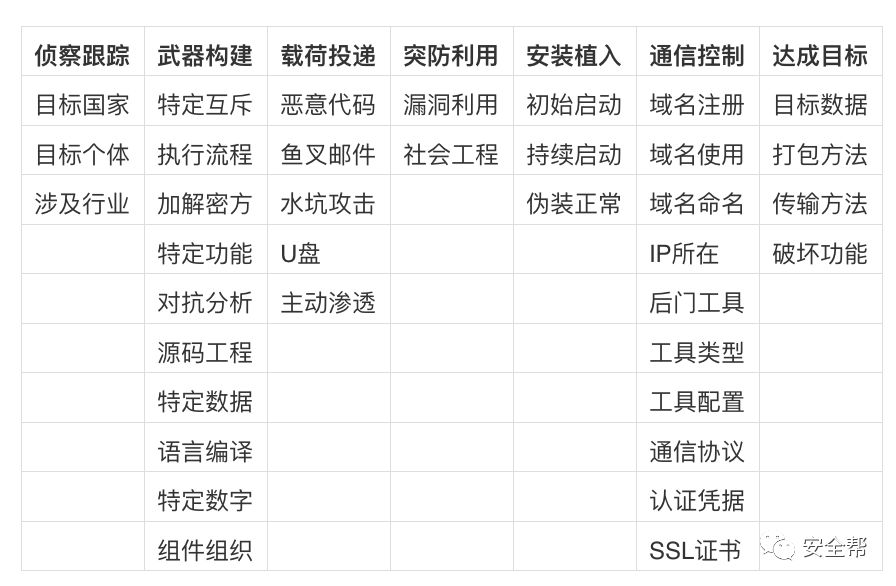 侦察跟踪 武器构建 载荷投递 突防利用 安装植入 通信控制 达成目标
目标国家 特定互斥 恶意代码 漏洞利用 初始启动 域名注册 目标数据
目标个体 执行流程 鱼叉邮件 社会工程 持续启动 域名使用 打包方法
涉及行业 加解密方 水坑攻击 伪装正常 域名命名 传输方法
特定功能 U盘 IP所在 破坏功能
对抗分析 主动渗透 后门工具
源码工程 工具类型
特定数据 工具配置
语言编译 通信协议
特定数字 认证凭据
组件组织 SSL证书 安全帮